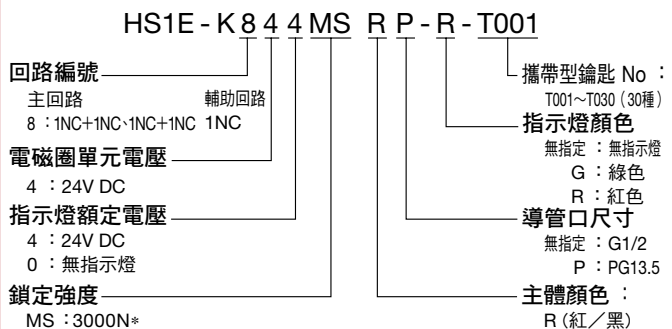 HS1E - K 8 4 4 MS R P - R - T001
回路編號
主回路 輔助回路
8 ：1NC+1NC、1NC+1NC 1NC
電磁圈單元電壓
4 ：24V DC
指示燈額定電壓
4 ：24V DC
0 ：無指示燈
鎖定強度
MS ：3000N*
攜帶型鑰匙 No ：
T001～T030（30種）
指示燈顏色
無指定 ：無指示燈
G ：綠色
R ：紅色
導管口尺寸
無指定 ：G1/2
P ：PG13.5
主體顏色 ：
R（紅／黑）